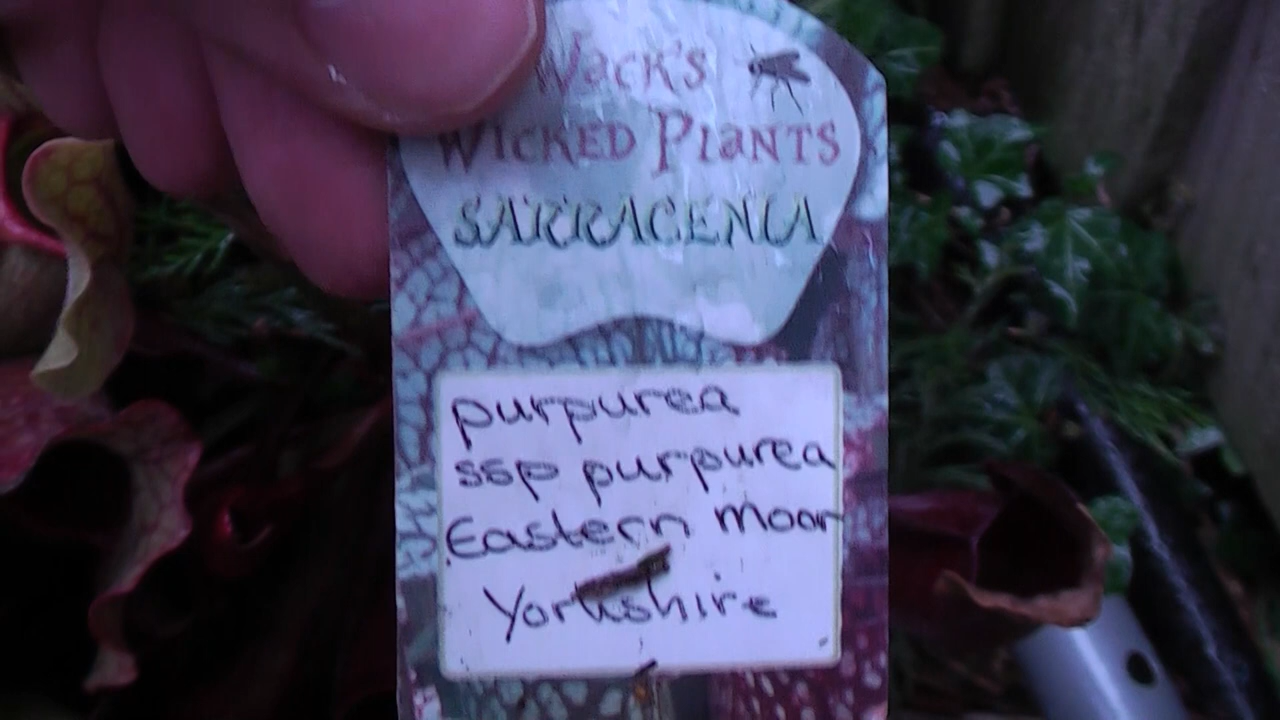 Wack's
Wicked Plants
SARRACENIA
purpurea
ssp purpurea
Eastern Moor
Yorkshire